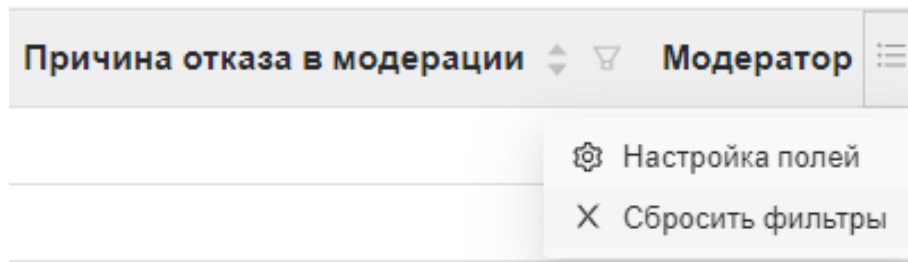 Причина отказа в модерации Модератор
Настройка полей
Сбросить фильтры